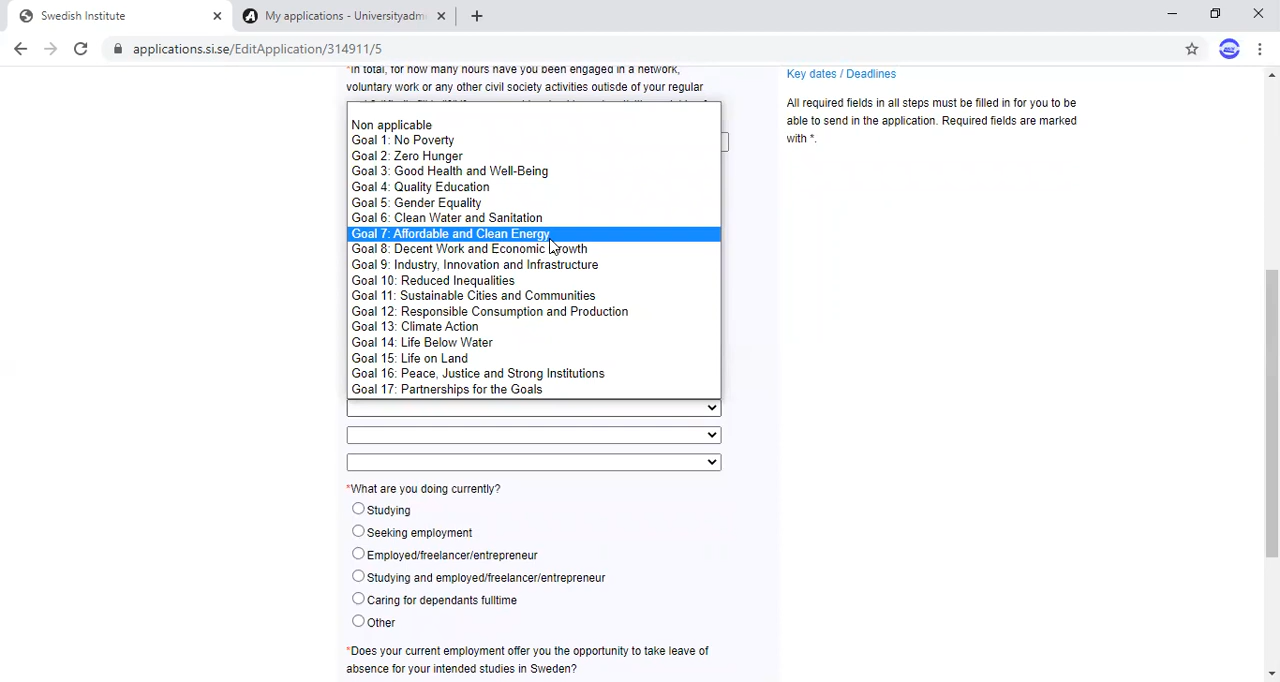 Swedish Institute
My applications - Universityadm
applications.si.se/EditApplication/314911/5
*In total, for how many hours have you been engaged in a network,
voluntary work or any other civil society activities outisde of your regular
Key dates / Deadlines
All required fields in all steps must be filled in for you to be
able to send in the application. Required fields are marked
with *.
Non applicable
Goal 1: No Poverty
Goal 2: Zero Hunger
Goal 3: Good Health and Well-Being
Goal 4: Quality Education
Goal 5: Gender Equality
Goal 6: Clean Water and Sanitation
Goal 7: Affordable and Clean Energy
Goal 8: Decent Work and Economic Growth
Goal 9: Industry, Innovation and Infrastructure
Goal 10: Reduced Inequalities
Goal 11: Sustainable Cities and Communities
Goal 12: Responsible Consumption and Production
Goal 13: Climate Action
Goal 14: Life Below Water
Goal 15: Life on Land
Goal 16: Peace, Justice and Strong Institutions
Goal 17: Partnerships for the Goals
*What are you doing currently?
Studying
Seeking employment
Employed/freelancer/entrepreneur
Studying and employed/freelancer/entrepreneur
Caring for dependants fulltime
Other
*Does your current employment offer you the opportunity to take leave of
absence for your intended studies in Sweden?